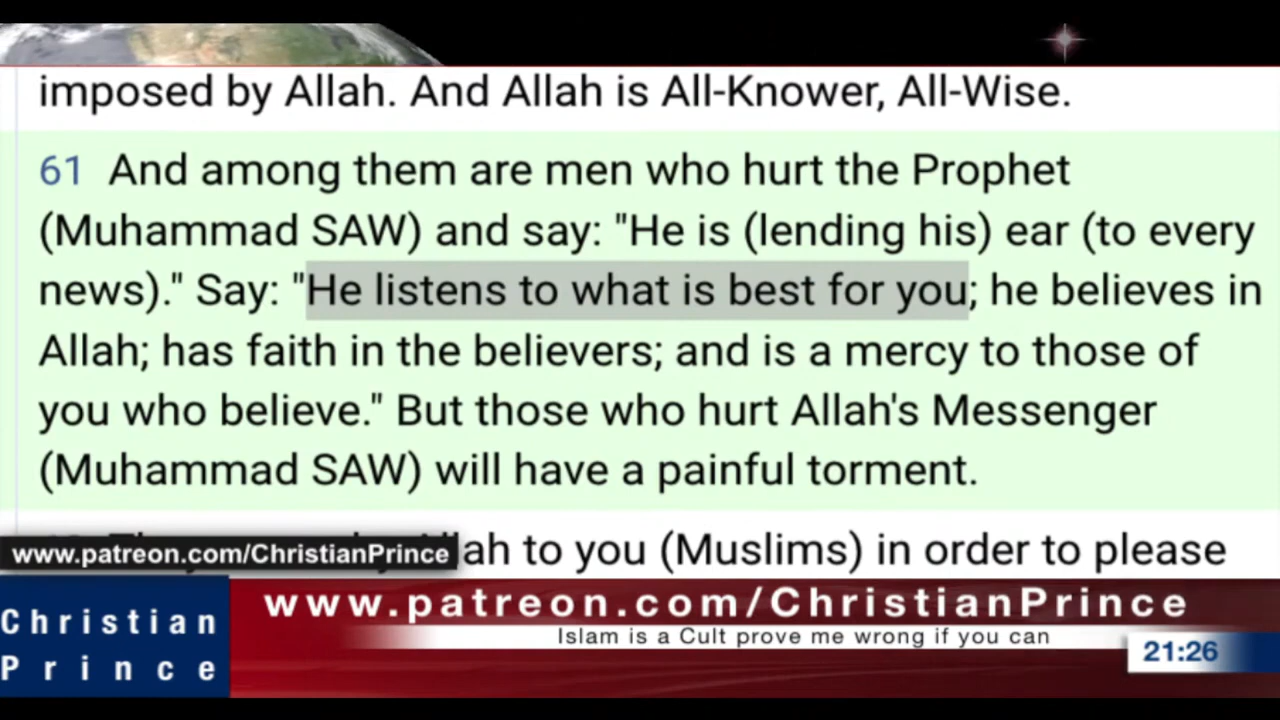 imposed by Allah. And Allah is All-Knower, All-Wise.
61 And among them are men who hurt the Prophet
(Muhammad SAW) and say: "He is (lending his) ear (to every
news)." Say: "He listens to what is best for you; he believes in
Allah; has faith in the believers; and is a mercy to those of
you who believe." But those who hurt Allah's Messenger
(Muhammad SAW) will have a painful torment.
Allah to you (Muslims) in order to please
www.patreon.com/ChristianPrince
www.patreon.com/ChristianPrince
Islam is a Cult prove me wrong if you can
Christian
Prince
21:26